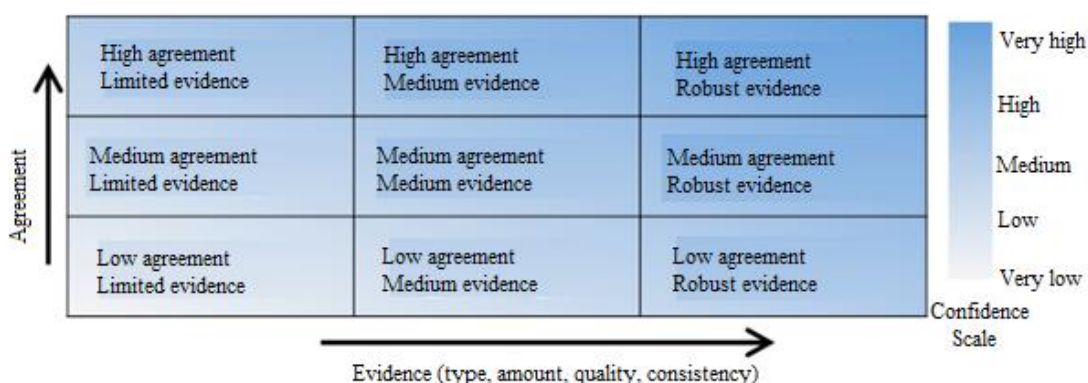 High agreement
Limited evidence
High agreement
Medium evidence
High agreement
Robust evidence
Medium agreement
Limited evidence
Medium agreement
Medium evidence
Medium agreement
Robust evidence
Low agreement
Limited evidence
Low agreement
Medium evidence
Low agreement
Robust evidence
Agreement
Evidence (type, amount, quality, consistency)
Very high
High
Medium
Low
Very low
Confidence
Scale